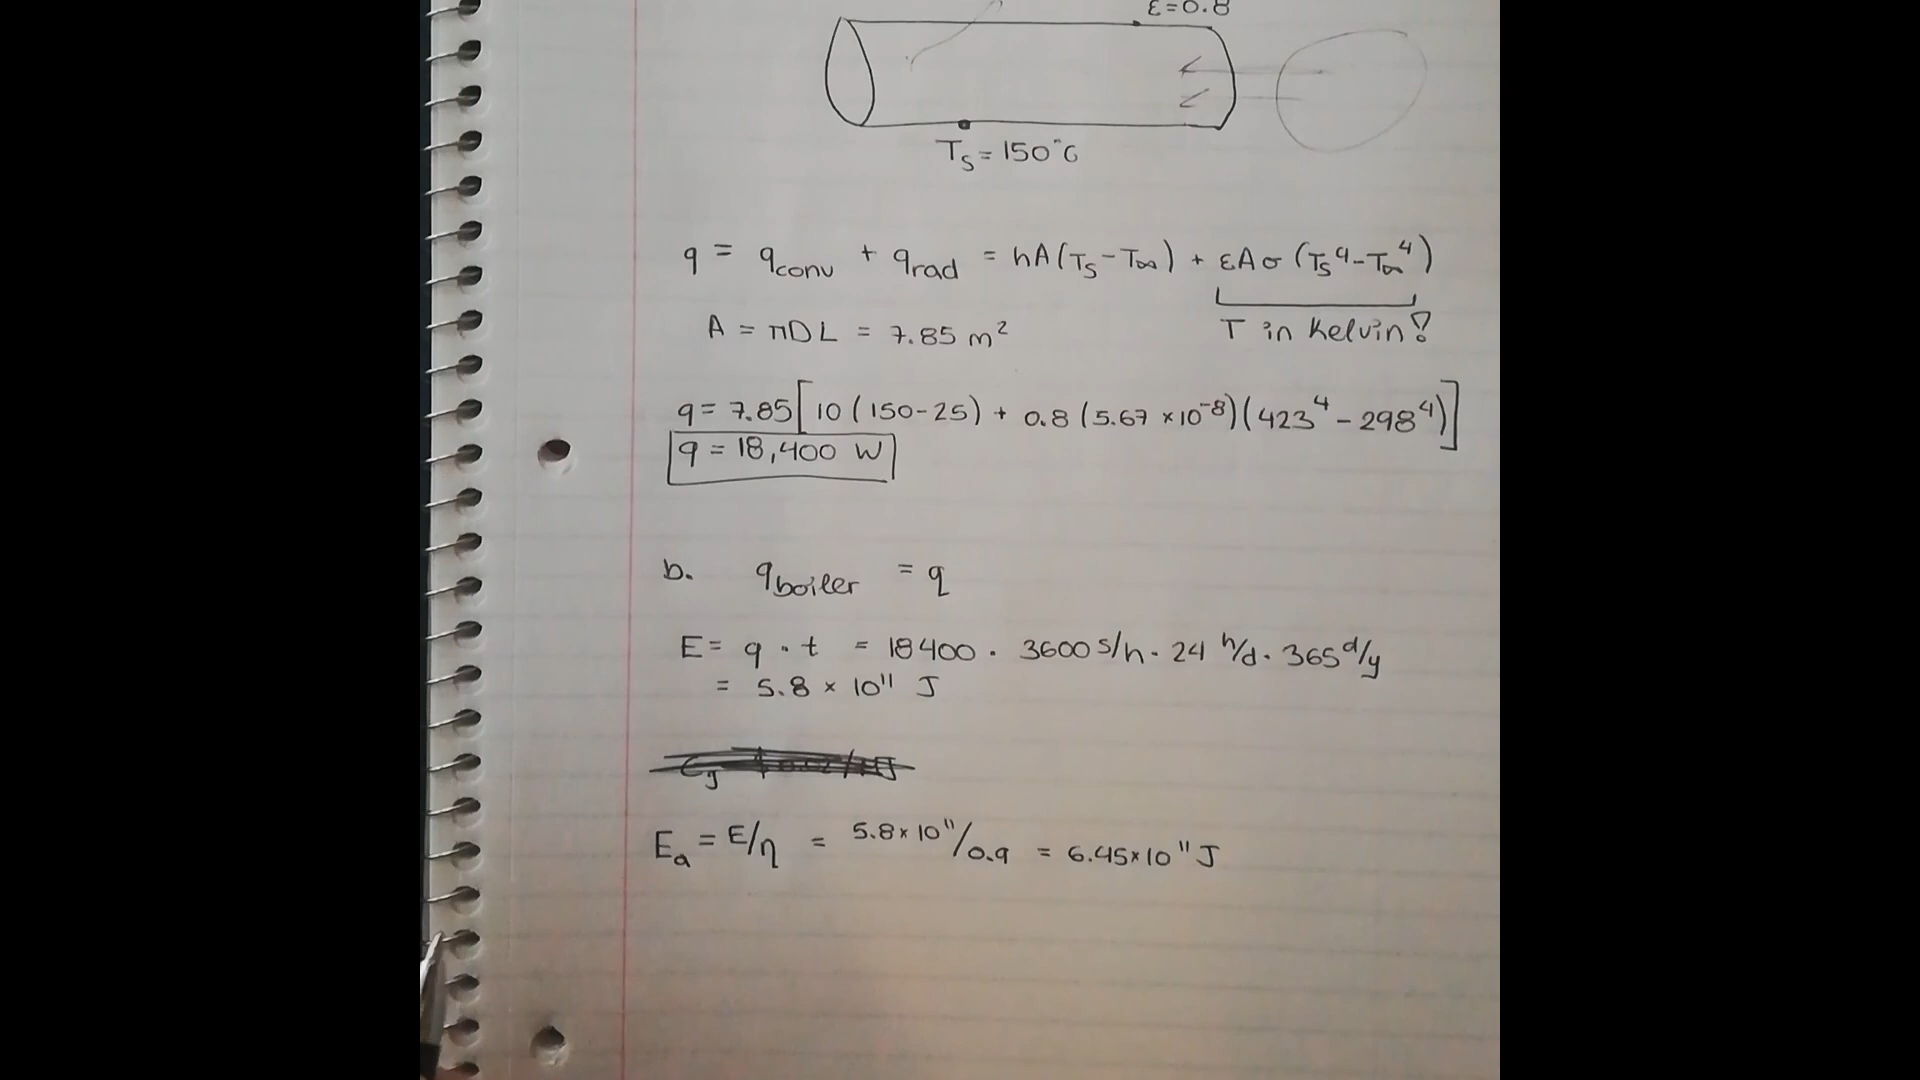 ε=0.8
Ts = 150°C
q = qconv + qrad = hA(Ts - T∞) + εAσ(Ts⁴ - T∞⁴)
A = πDL = 7.85 m²
T in Kelvin!
q = 7.85[10(150-25) + 0.8(5.67 ×10⁻⁸)(423⁴ - 298⁴)]
q = 18,400 W
b. qboiler = q
E = q · t = 18400 · 3600 s/h · 24 h/d · 365 d/y
= 5.8 × 10¹¹ J
Ea = E/η = 5.8×10¹¹/0.9 = 6.45×10¹¹ J